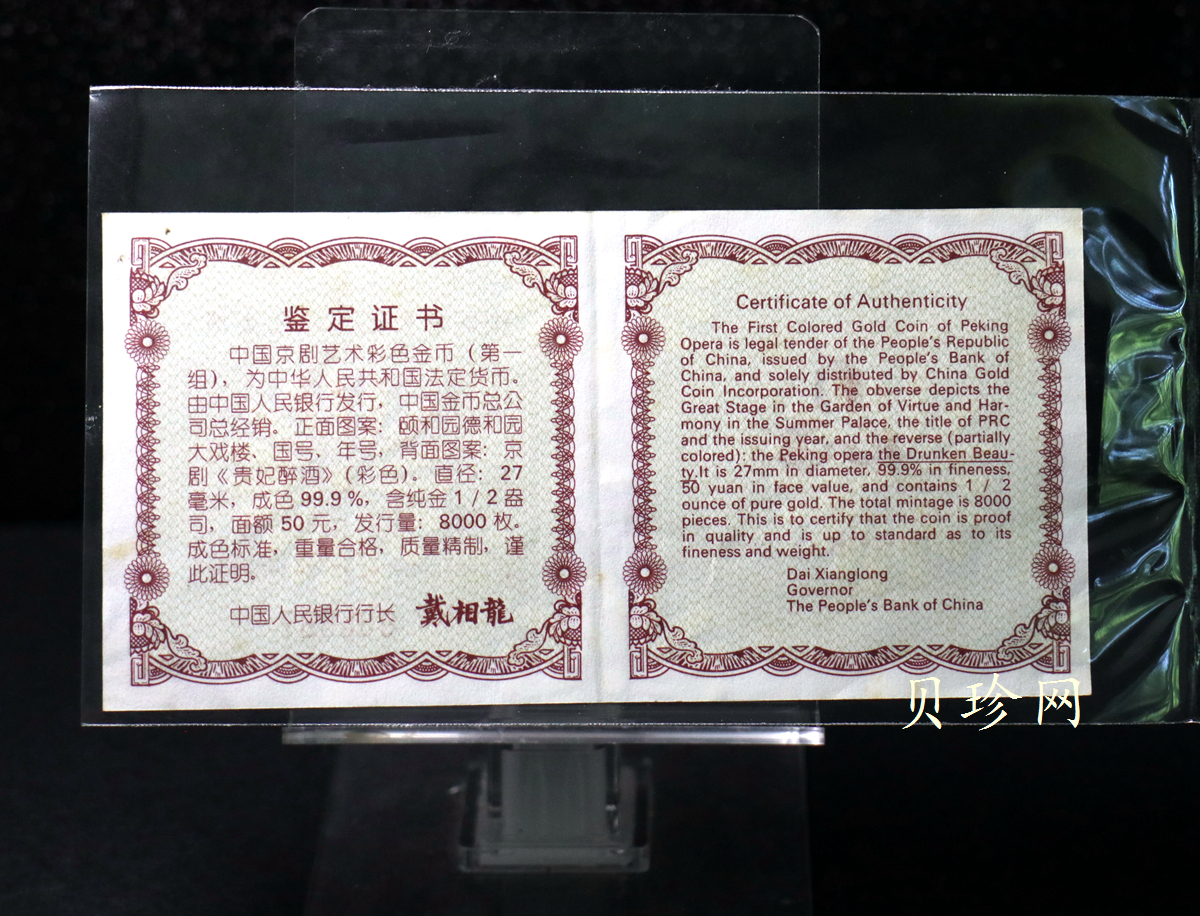 鉴定证书
中国京剧艺术彩色金币（第一
组），为中华人民共和国法定货币。
由中国人民银行发行，中国金币总公
司总经销。正面图案：颐和园德和园
大戏楼、国号、年号，背面图案：京
剧《贵妃醉酒》（彩色）。直径：27
毫米，成色99.9%，含纯金1/2盎
司，面额50元，发行量：8000枚。
成色标准，重量合格，质量精制，谨
此证明。
中国人民银行行长 戴相龍
Certificate of Authenticity
The First Colored Gold Coin of Peking
Opera is legal tender of the People's Republic
of China, issued by the People's Bank of
China, and solely distributed by China Gold
Coin Incorporation. The obverse depicts the
Great Stage in the Garden of Virtue and Har-
mony in the Summer Palace, the title of PRC
and the issuing year, and the reverse (partially
colored): the Peking opera the Drunken Beau-
ty.It is 27mm in diameter, 99.9% in fineness,
50 yuan in face value, and contains 1 / 2
ounce of pure gold. The total mintage is 8000
pieces. This is to certify that the coin is proof
in quality and is up to standard as to its
fineness and weight.
Dai Xianglong
Governor
The People's Bank of China
贝珍网